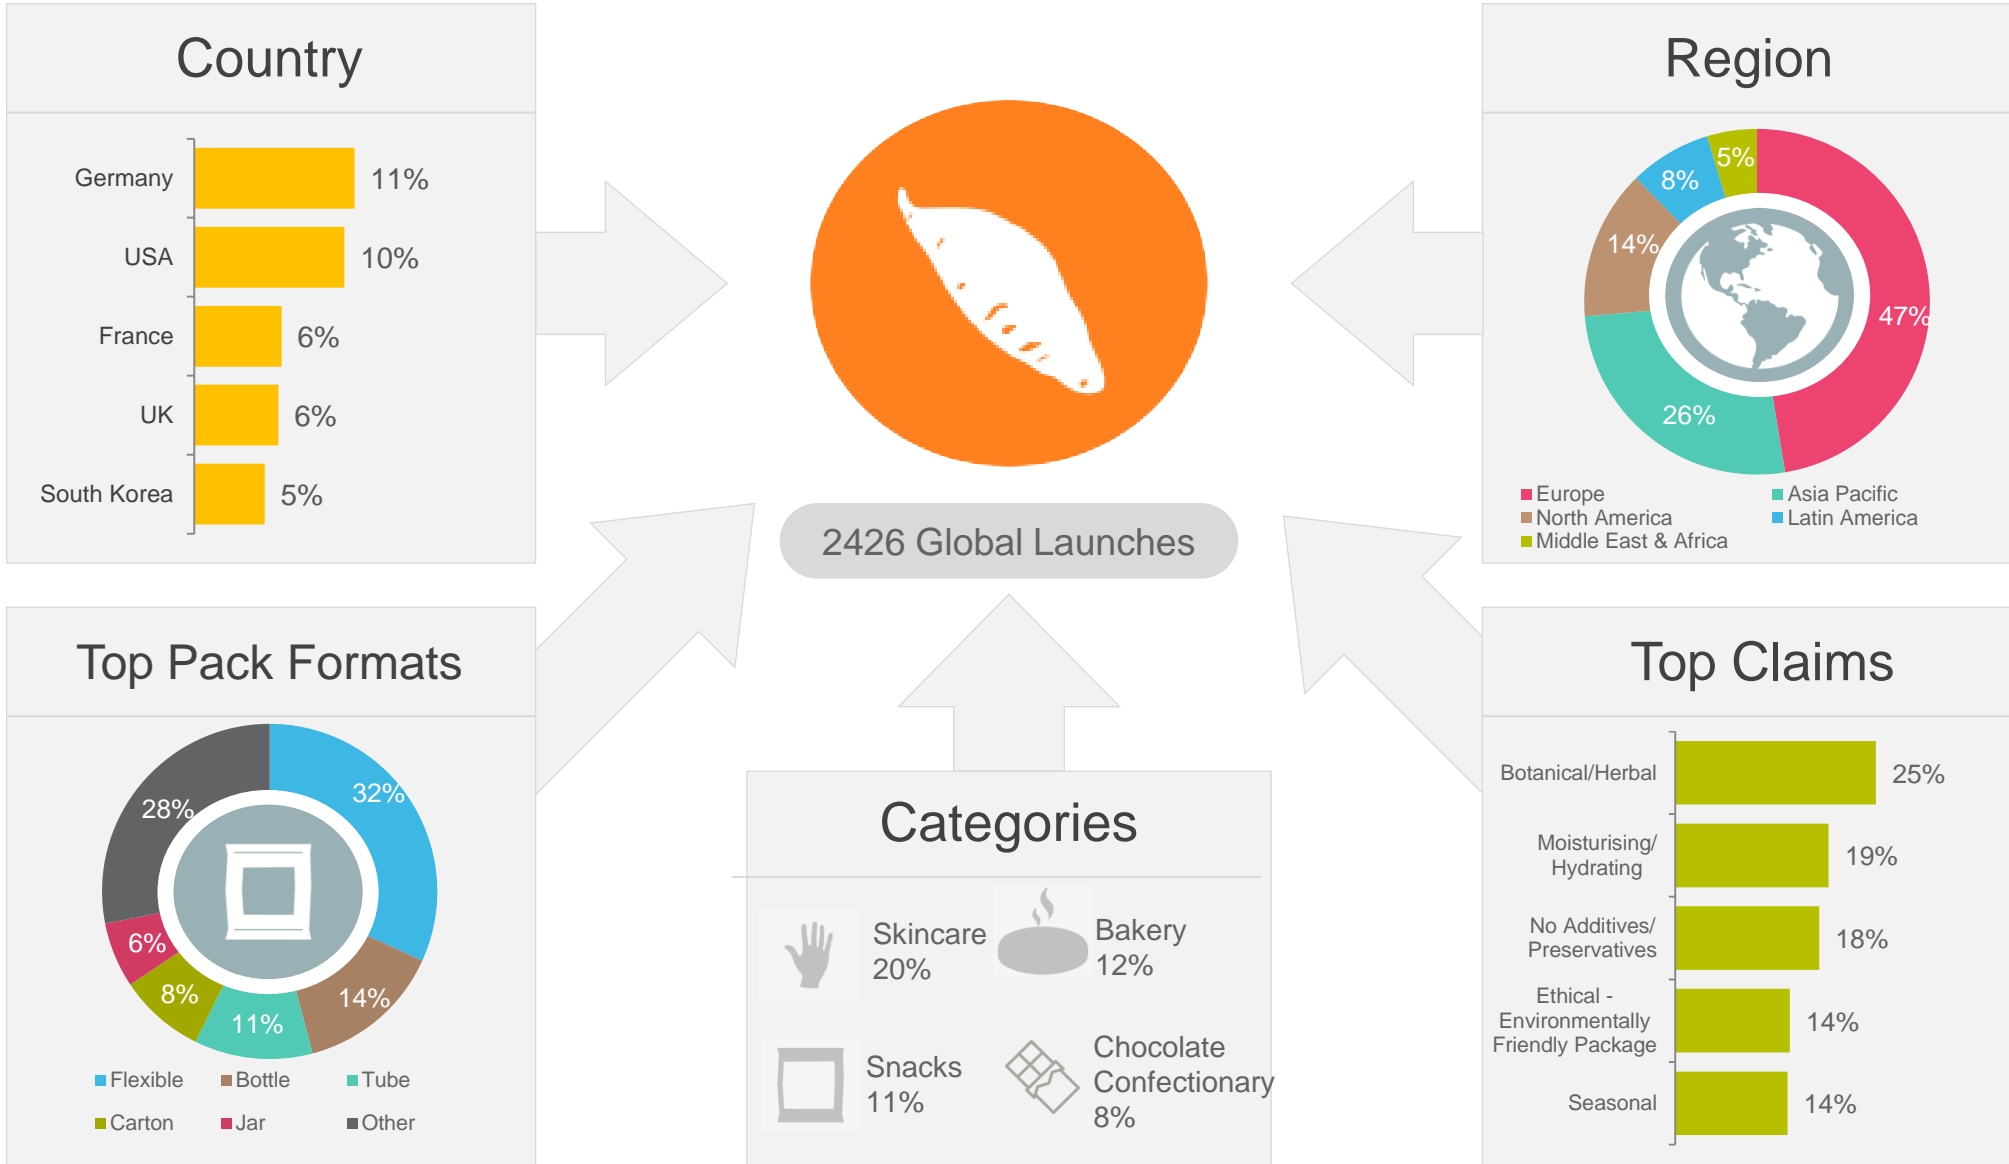 Country
Germany
11%
USA
10%
France
6%
UK
6%
South Korea
5%
2426 Global Launches
Region
5%
8%
14%
47%
26%
Europe
Asia Pacific
North America
Latin America
Middle East & Africa
Top Pack Formats
32%
28%
6%
14%
8%
11%
Flexible
Bottle
Tube
Carton
Jar
Other
Categories
Skincare
20%
Bakery
12%
Snacks
11%
Chocolate
Confectionary
8%
Top Claims
Botanical/Herbal
25%
Moisturising/
Hydrating
19%
No Additives/
Preservatives
18%
Ethical -
Environmentally
Friendly Package
14%
Seasonal
14%